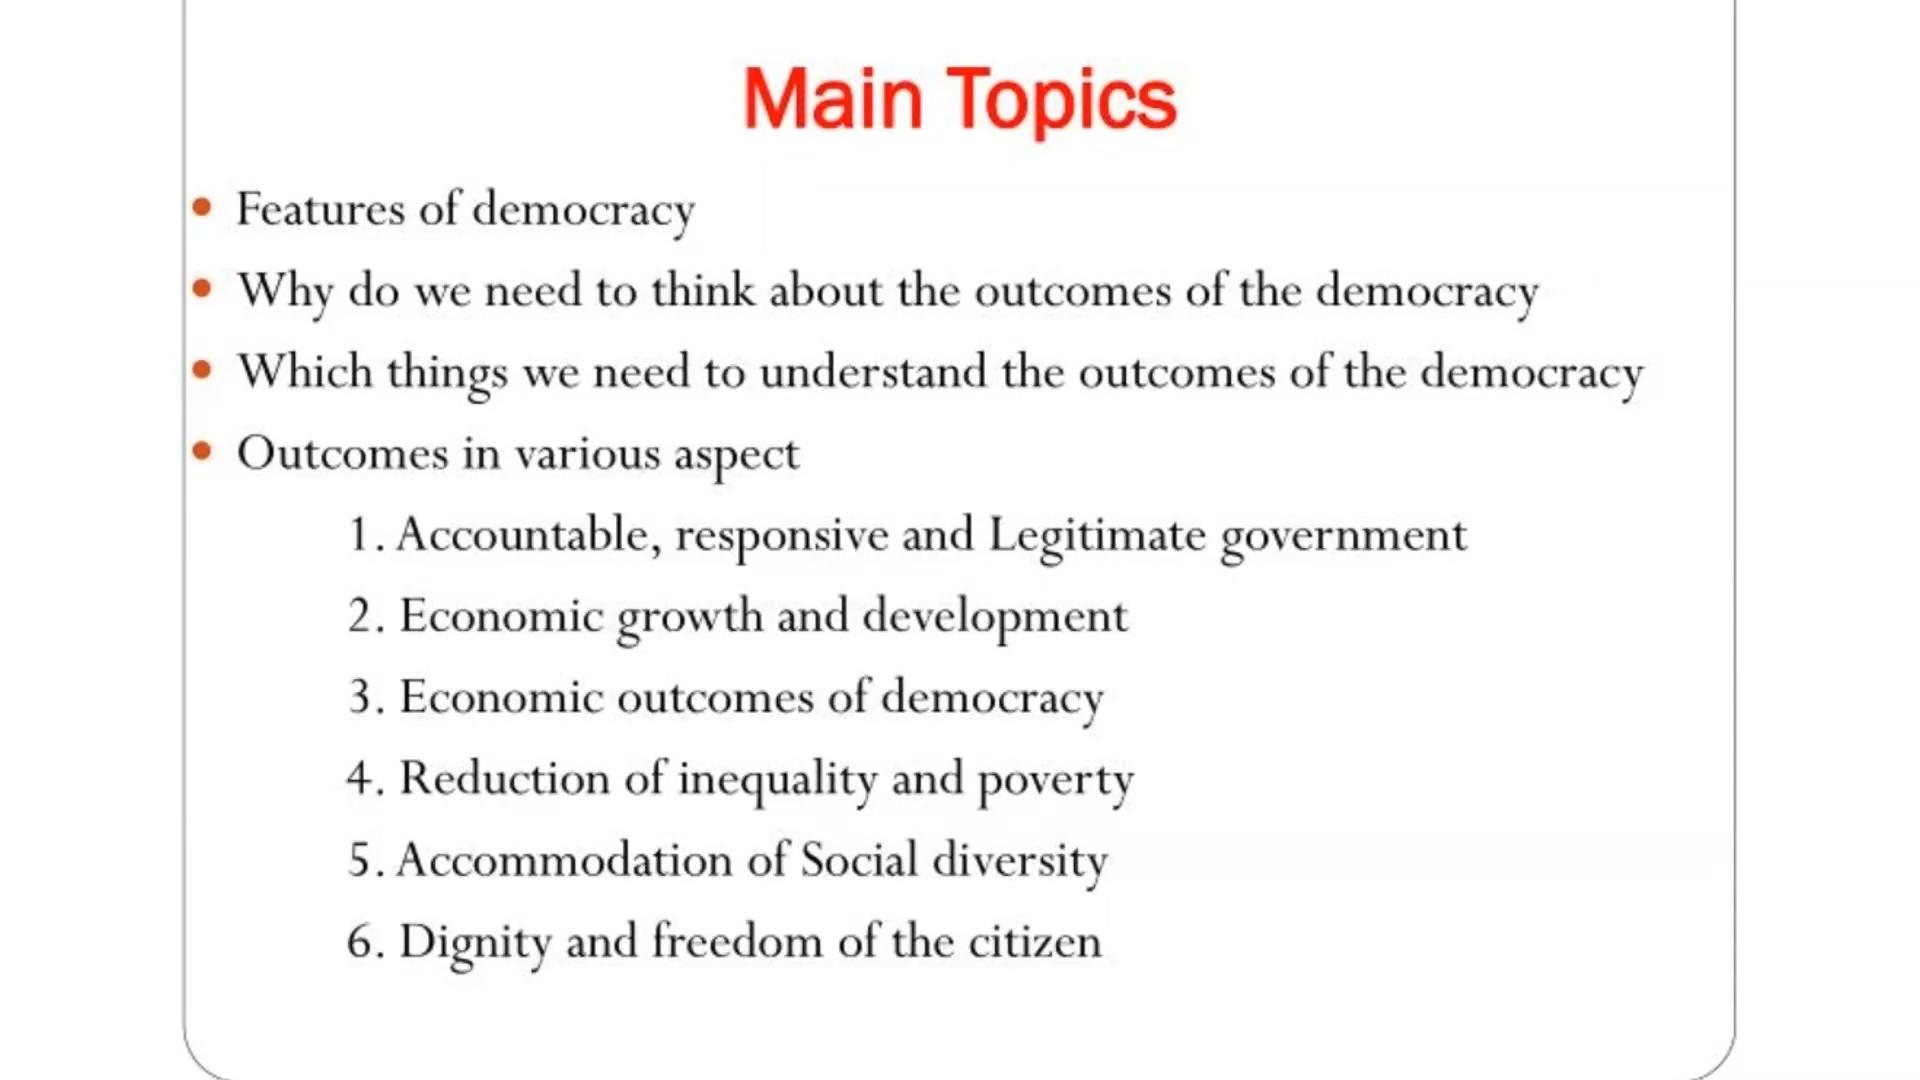 Main Topics
• Features of democracy
• Why do we need to think about the outcomes of the democracy
• Which things we need to understand the outcomes of the democracy
• Outcomes in various aspect
1. Accountable, responsive and Legitimate government
2. Economic growth and development
3. Economic outcomes of democracy
4. Reduction of inequality and poverty
5. Accommodation of Social diversity
6. Dignity and freedom of the citizen